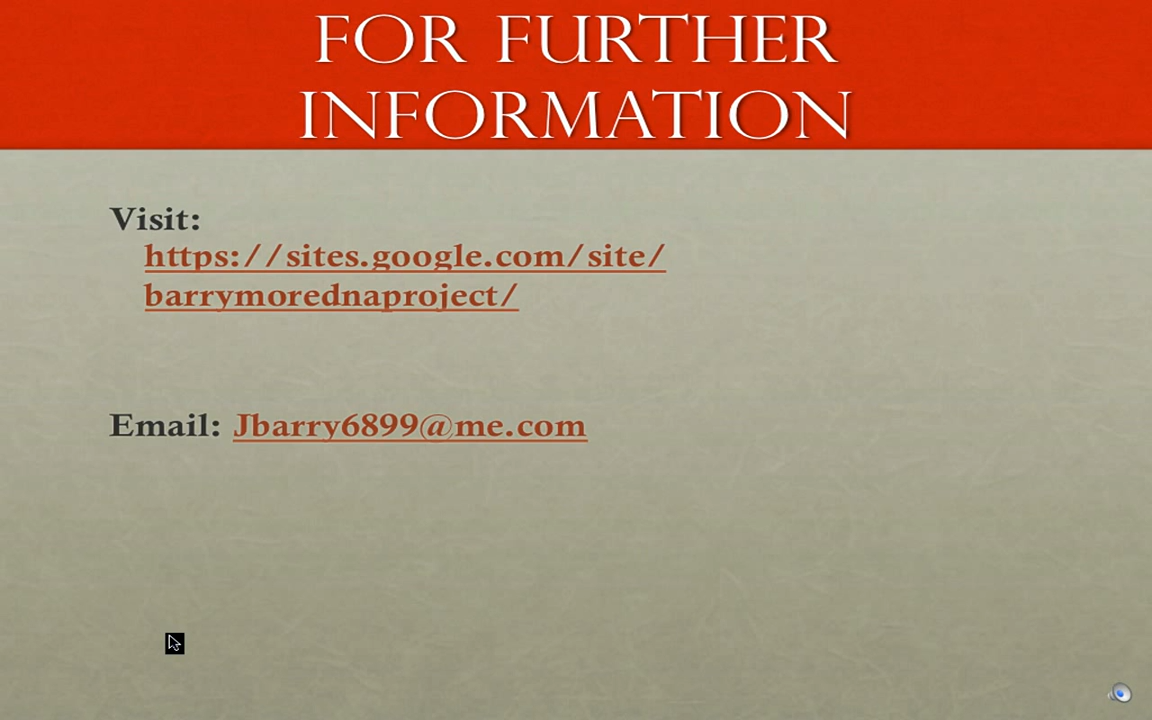 FOR FURTHER
INFORMATION
Visit:
https://sites.google.com/site/
barrymorednaproject/
Email: Jbarry6899@me.com